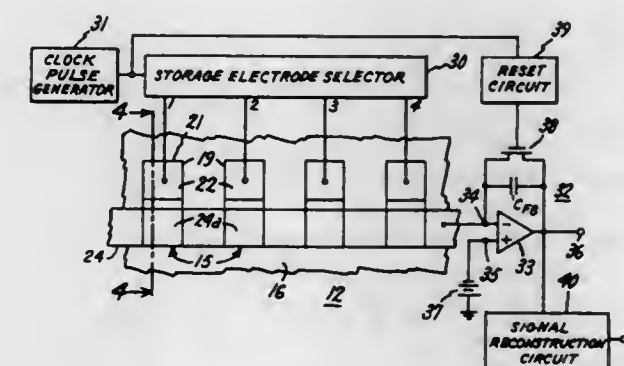 31
CLOCK
PULSE
GENERATOR
STORAGE ELECTRODE SELECTOR
30
39
RESET
CIRCUIT
4
1
2
3
4
21
19
22
38
C_FB
32
34
24a
24
15
16
12
4
35
33
36
37
40
SIGNAL
RECONSTRUCTION
CIRCUIT